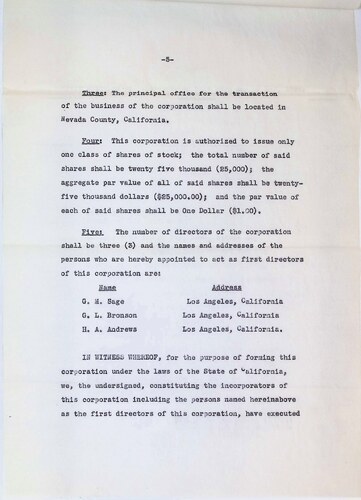 -5-
Three: The principal office for the transaction
of the business of the corporation shall be located in
Nevada County, California.
Four: This corporation is authorized to issue only
one class of shares of stock; the total number of said
shares shall be twenty five thousand (25,000); the
aggregate par value of all of said shares shall be twenty-
five thousand dollars ($25,000.00); and the par value
of each of said shares shall be One Dollar ($1.00).
Five: The number of directors of the corporation
shall be three (3) and the names and addresses of the
persons who are hereby appointed to act as first directors
of this corporation are:
Name Address
G. M. Sage Los Angeles, California
G. L. Bronson Los Angeles, California
H. A. Andrews Los Angeles, California.
IN WITNESS WHEREOF, for the purpose of forming this
corporation under the laws of the State of California,
we, the undersigned, constituting the incorporators of
this corporation including the persons named hereinabove
as the first directors of this corporation, have executed